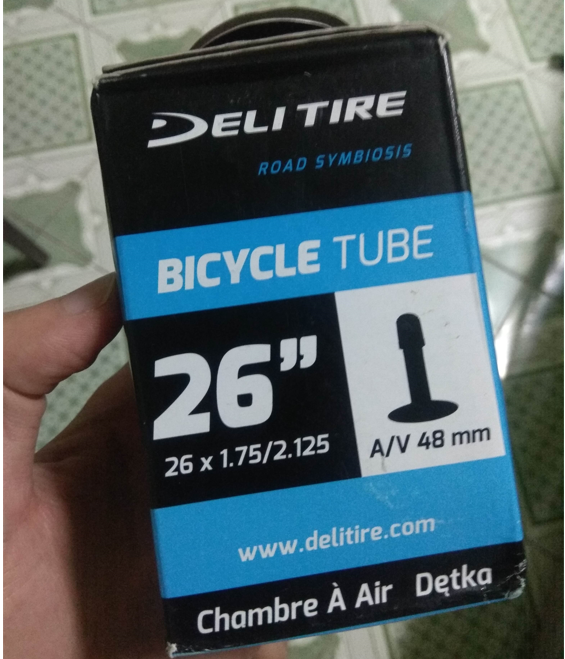 DELI TIRE
ROAD SYMBIOSIS
BICYCLE TUBE
26”
26 x 1.75/2.125
A/V 48 mm
www.delitire.com
Chambre À Air Dętka